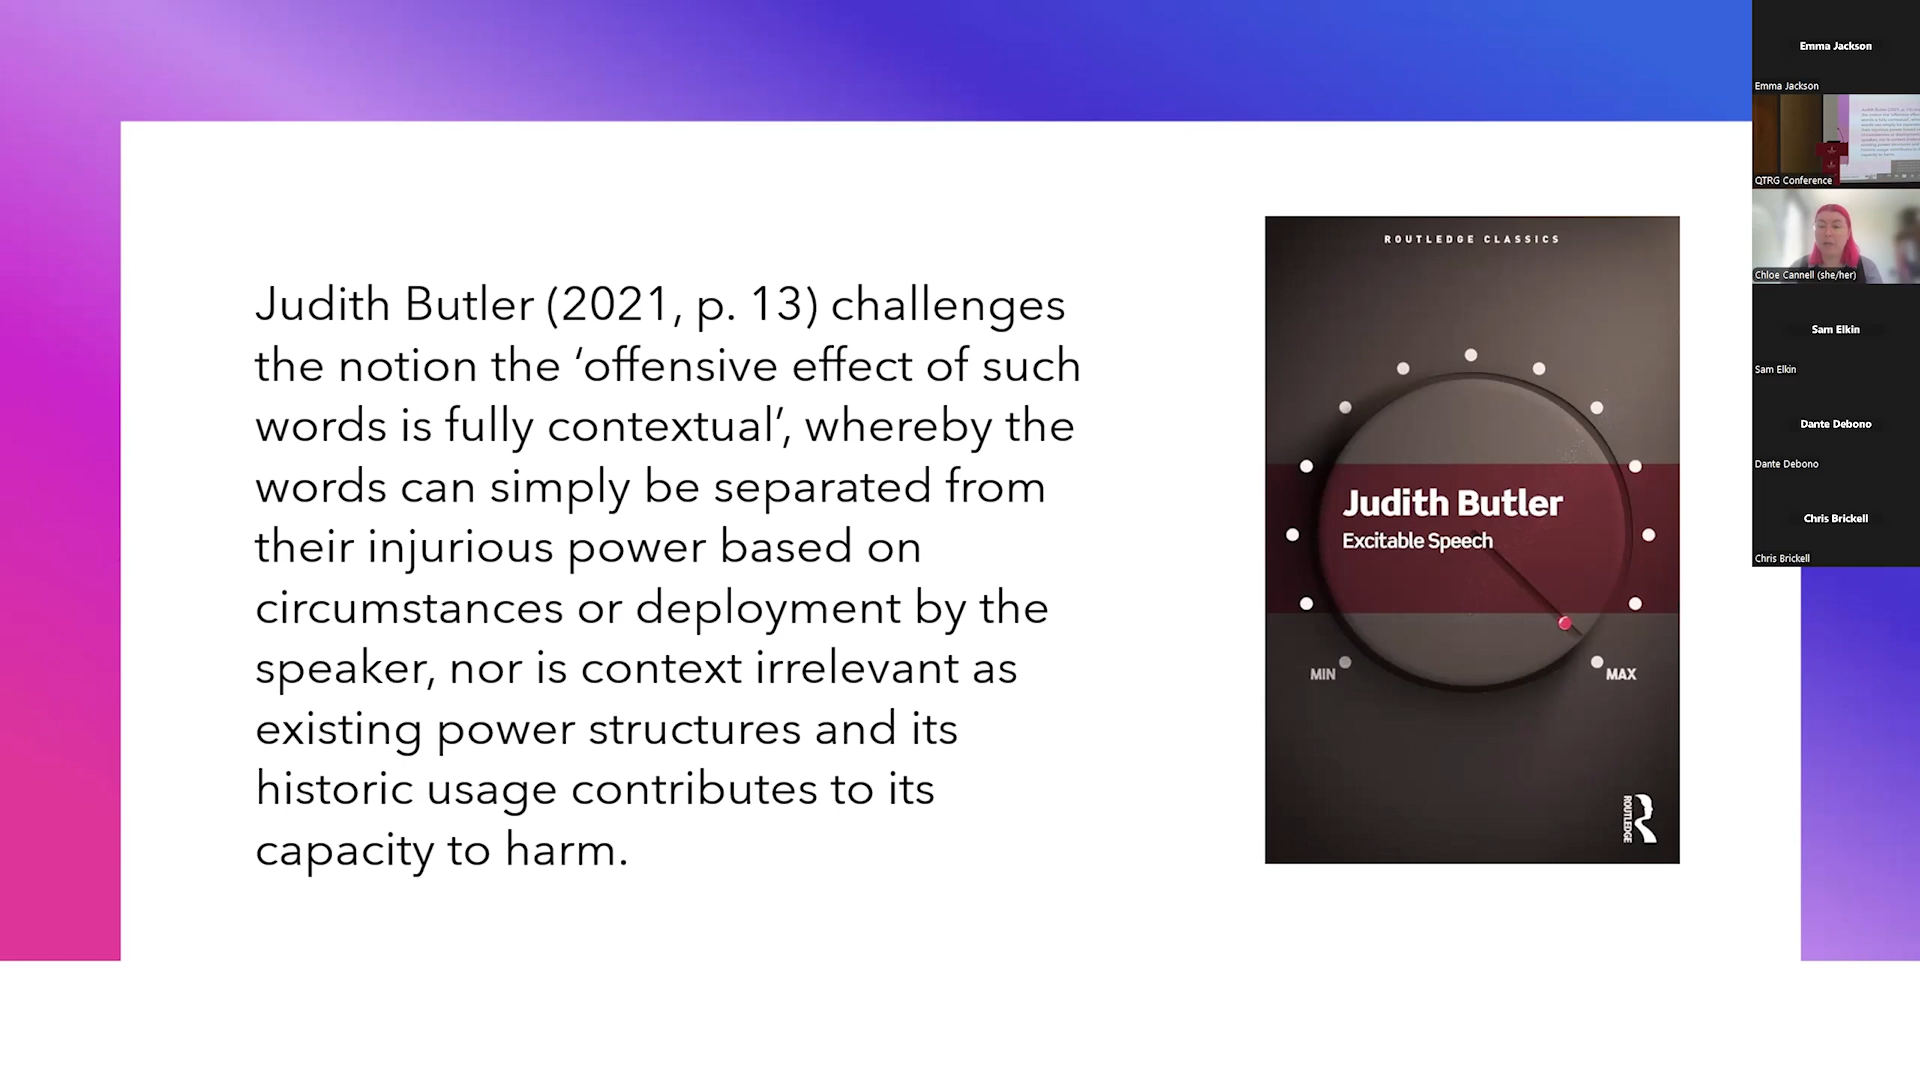 Judith Butler (2021, p. 13) challenges
the notion the ‘offensive effect of such
words is fully contextual’, whereby the
words can simply be separated from
their injurious power based on
circumstances or deployment by the
speaker, nor is context irrelevant as
existing power structures and its
historic usage contributes to its
capacity to harm.
ROUTLEDGE CLASSICS
Judith Butler
Excitable Speech
MIN
MAX
ROUTLEDGE
Emma Jackson
Emma Jackson
QTRG Conference
Chloe Cannell (she/her)
Sam Elkin
Sam Elkin
Dante Debono
Dante Debono
Chris Brickell
Chris Brickell